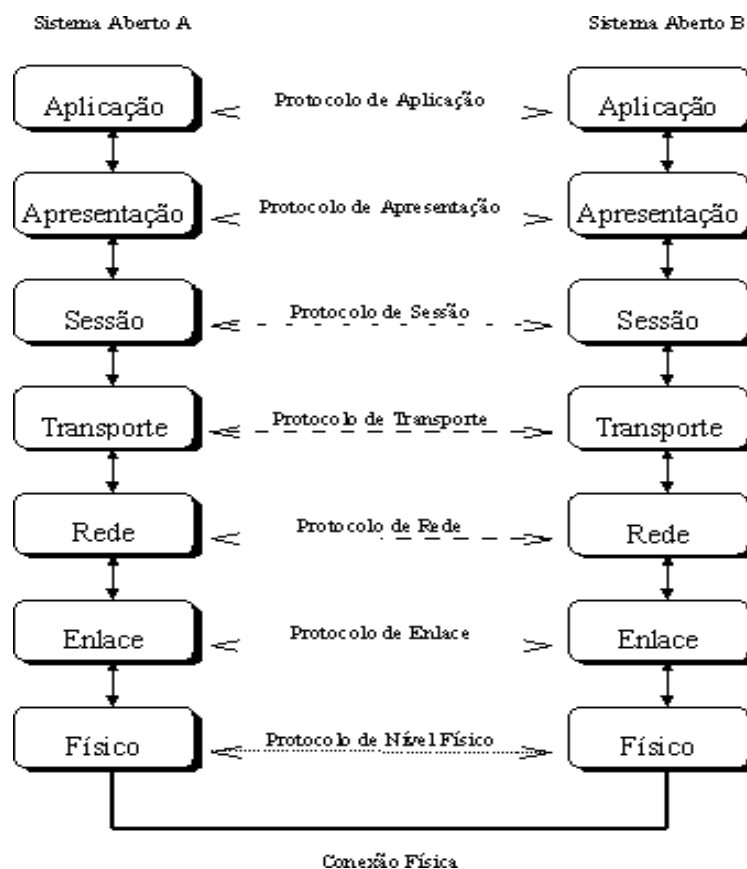 Sistema Aberto A
Sistema Aberto B
Aplicação
Protocolo de Aplicação
Aplicação
Apresentação
Protocolo de Apresentação
Apresentação
Sessão
Protocolo de Sessão
Sessão
Transporte
Protocolo de Transporte
Transporte
Rede
Protocolo de Rede
Rede
Enlace
Protocolo de Enlace
Enlace
Físico
Protocolo de Nível Físico
Físico
Conexão Física